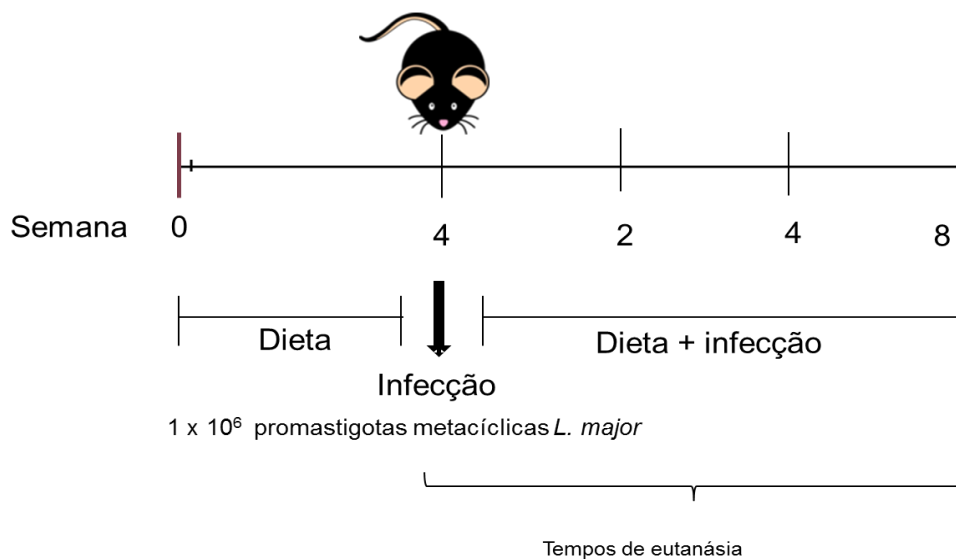 Semana 0 4 2 4 8
Dieta Dieta + infecção
Infecção
1 x 10⁶ promastigotas metacíclicas L. major
Tempos de eutanásia